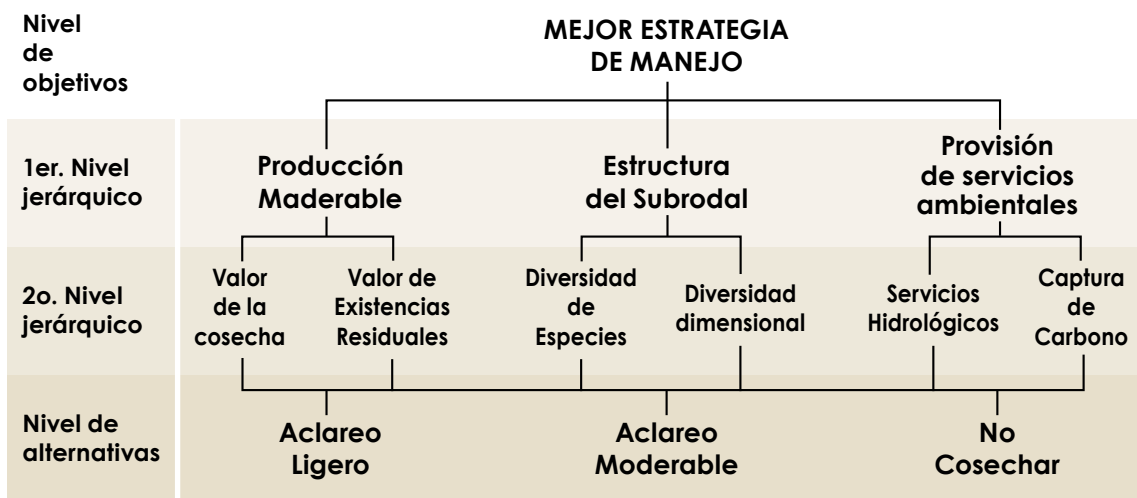 Nivel
de
objetivos
MEJOR ESTRATEGIA
DE MANEJO
1er. Nivel
jerárquico
Producción
Maderable
Estructura
del Subrodal
Provisión
de servicios
ambientales
2o. Nivel
jerárquico
Valor
de la
cosecha
Valor de
Existencias
Residuales
Diversidad
de
Especies
Diversidad
dimensional
Servicios
Hidrológicos
Captura
de
Carbono
Nivel de
alternativas
Aclareo
Ligero
Aclareo
Moderable
No
Cosechar